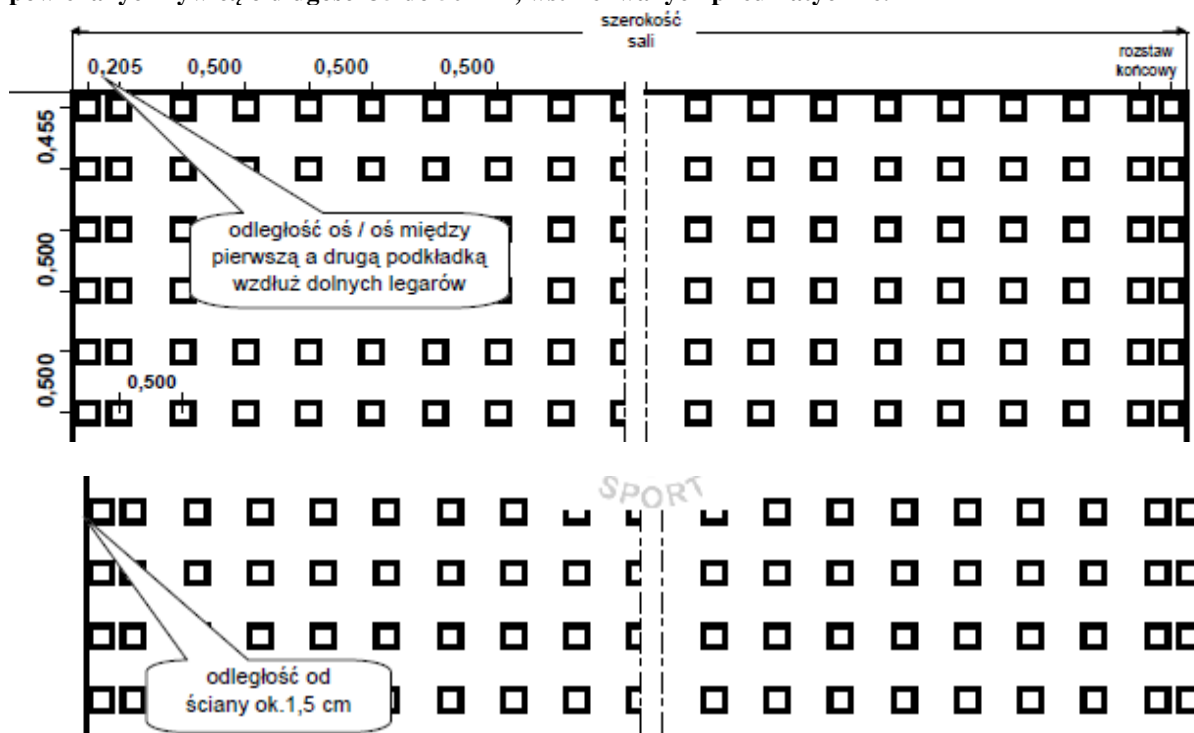 szerokość
sali
0,205 0,500 0,500 0,500
rozstaw
końcowy
0,455
odległość oś / oś między
pierwszą a drugą podkładką
wzdłuż dolnych legarów
0,500
0,500
0,500
SPORT
odległość od
ściany ok.1,5 cm